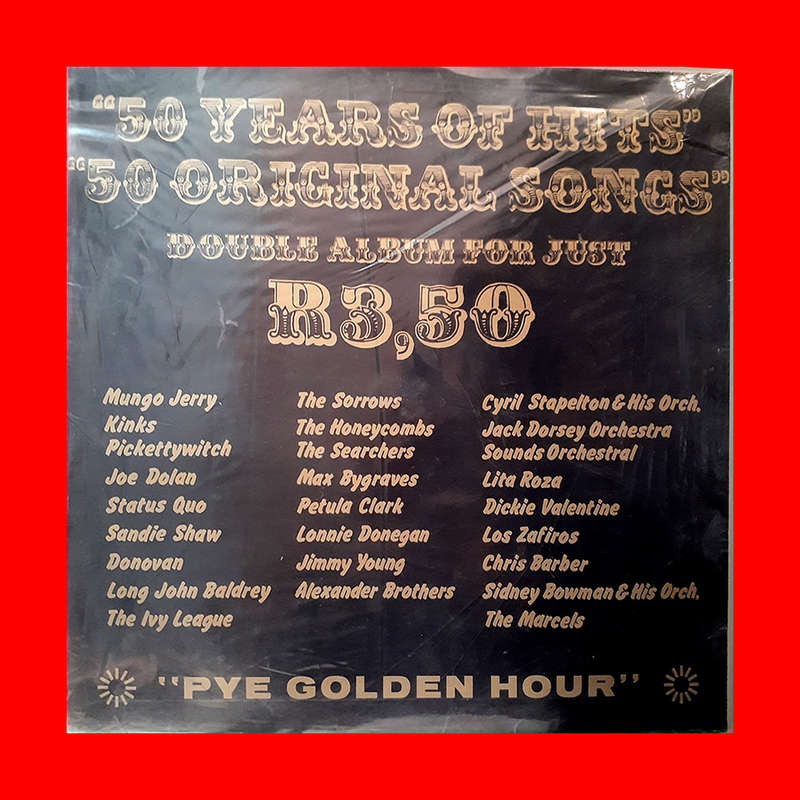 “50 YEARS OF HITS”
“50 ORIGINAL SONGS”
DOUBLE ALBUM FOR JUST
R3,50
Mungo Jerry
Kinks
Pickettywitch
Joe Dolan
Status Quo
Sandie Shaw
Donovan
Long John Baldrey
The Ivy League
The Sorrows
The Honeycombs
The Searchers
Max Bygraves
Petula Clark
Lonnie Donegan
Jimmy Young
Alexander Brothers
Cyril Stapelton & His Orch.
Jack Dorsey Orchestra
Sounds Orchestral
Lita Roza
Dickie Valentine
Los Zafiros
Chris Barber
Sidney Bowman & His Orch.
The Marcels
“PYE GOLDEN HOUR”